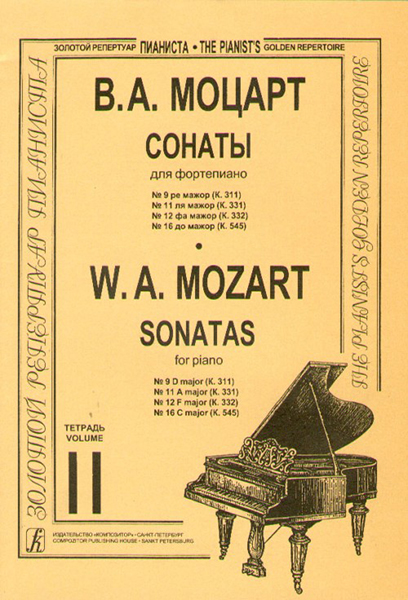 ЗОЛОТОЙ РЕПЕРТУАР ПИАНИСТА • THE PIANIST'S GOLDEN REPERTOIRE
ЗОЛОТОЙ РЕПЕРТУАР ПИАНИСТА
THE PIANIST'S GOLDEN REPERTOIRE
В.А. МОЦАРТ
СОНАТЫ
для фортепиано
№ 9 ре мажор (К. 311)
№ 11 ля мажор (К. 331)
№ 12 фа мажор (К. 332)
№ 16 до мажор (К. 545)
•
W. A. MOZART
SONATAS
for piano
№ 9 D major (K. 311)
№ 11 A major (K. 331)
№ 12 F major (K. 332)
№ 16 C major (K. 545)
ТЕТРАДЬ
VOLUME
II
ИЗДАТЕЛЬСТВО «КОМПОЗИТОР» • САНКТ-ПЕТЕРБУРГ
COMPOZITOR PUBLISHING HOUSE • SANKT PETERSBURG